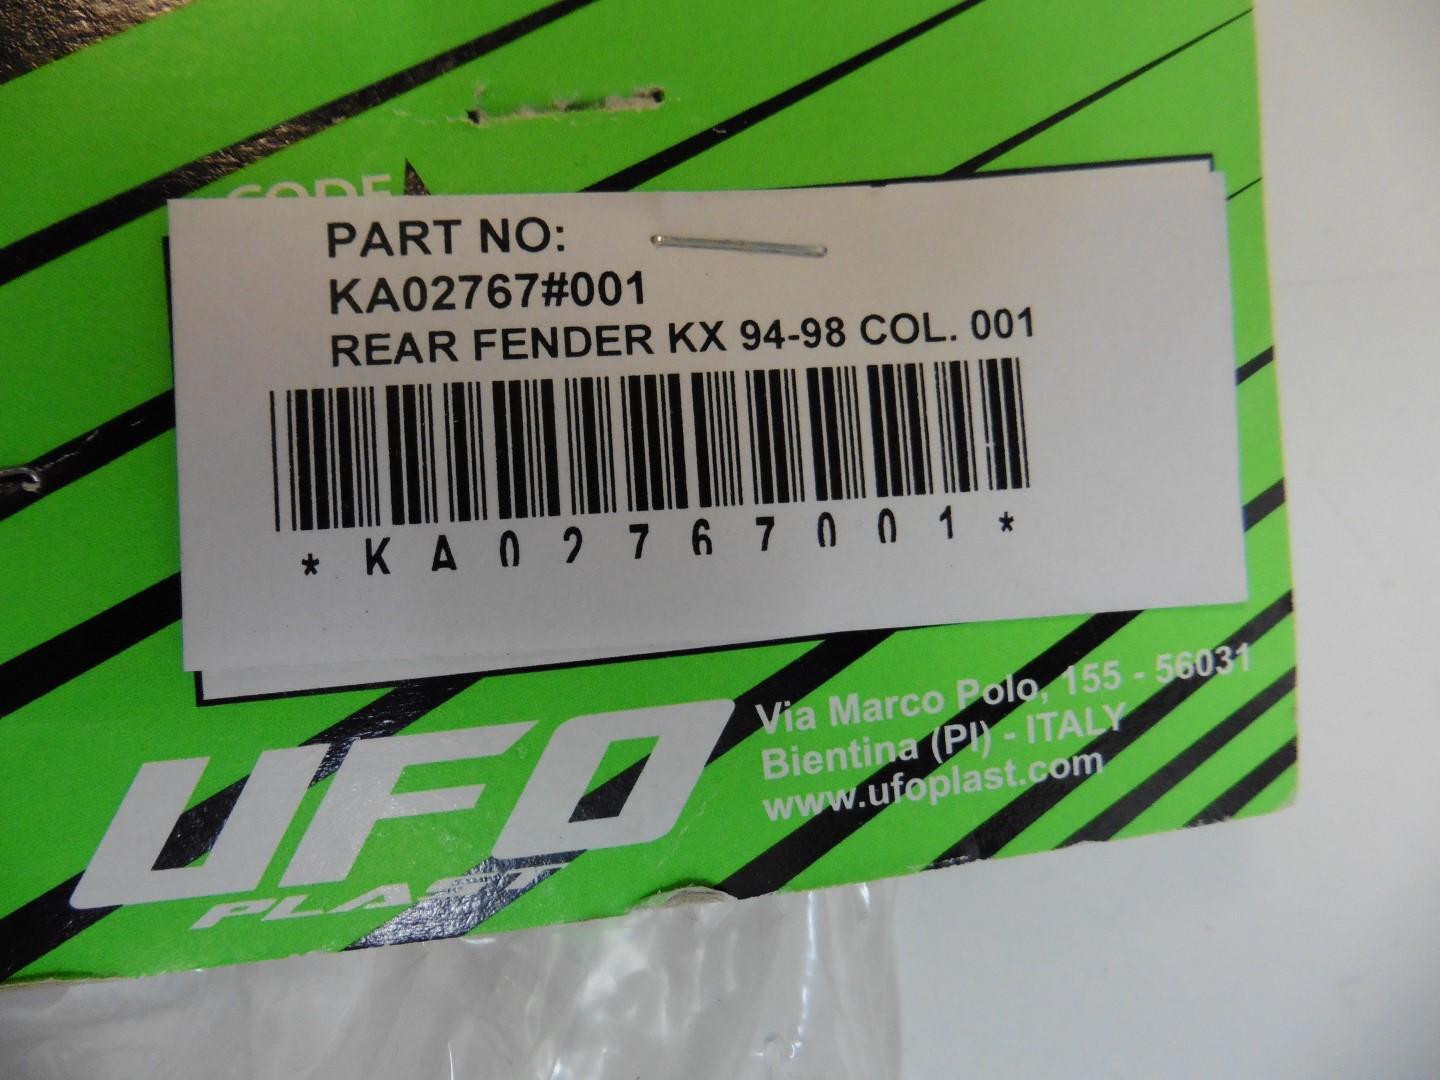 CODE
PART NO:
KA02767#001
REAR FENDER KX 94-98 COL. 001
*KA02767001*
UFO
PLAST
Via Marco Polo, 155 - 56031
Bientina (PI) - ITALY
www.ufoplast.com